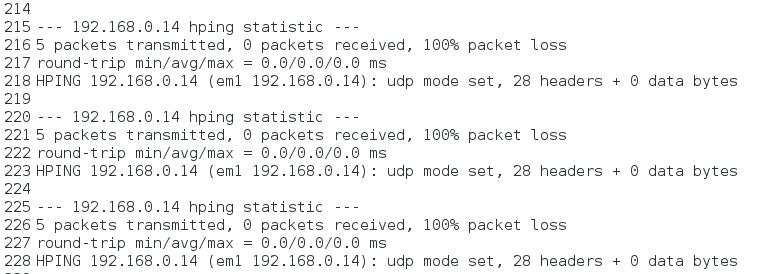 214
215 --- 192.168.0.14 hping statistic ---
216 5 packets transmitted, 0 packets received, 100% packet loss
217 round-trip min/avg/max = 0.0/0.0/0.0 ms
218 HPING 192.168.0.14 (em1 192.168.0.14): udp mode set, 28 headers + 0 data bytes
219
220 --- 192.168.0.14 hping statistic ---
221 5 packets transmitted, 0 packets received, 100% packet loss
222 round-trip min/avg/max = 0.0/0.0/0.0 ms
223 HPING 192.168.0.14 (em1 192.168.0.14): udp mode set, 28 headers + 0 data bytes
224
225 --- 192.168.0.14 hping statistic ---
226 5 packets transmitted, 0 packets received, 100% packet loss
227 round-trip min/avg/max = 0.0/0.0/0.0 ms
228 HPING 192.168.0.14 (em1 192.168.0.14): udp mode set, 28 headers + 0 data bytes